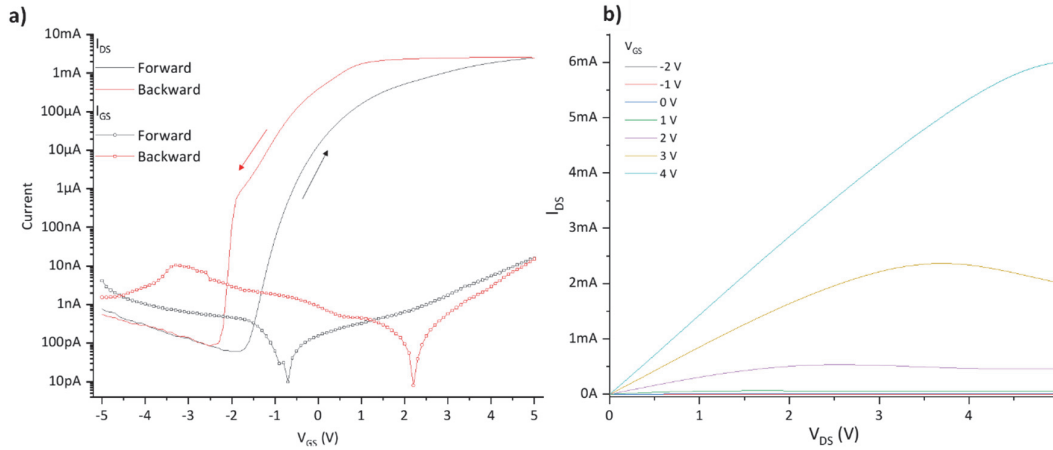 a)
10mA
1mA
100µA
10µA
1µA
100nA
10nA
1nA
100pA
10pA
Current
I_DS
Forward
Backward
I_GS
Forward
Backward
-5 -4 -3 -2 -1 0 1 2 3 4 5
V_GS (V)
b)
V_GS
-2 V
-1 V
0 V
1 V
2 V
3 V
4 V
6mA
5mA
4mA
3mA
2mA
1mA
0A
I_DS
0 1 2 3 4
V_DS (V)